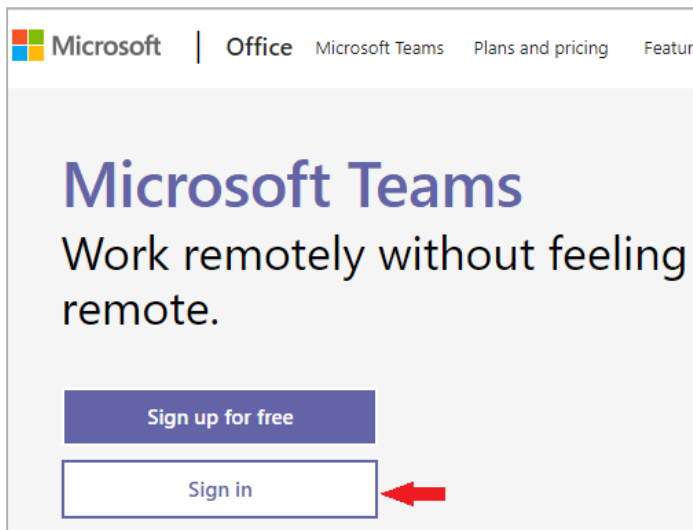 Microsoft | Office Microsoft Teams Plans and pricing Featur
Microsoft Teams
Work remotely without feeling
remote.
Sign up for free
Sign in